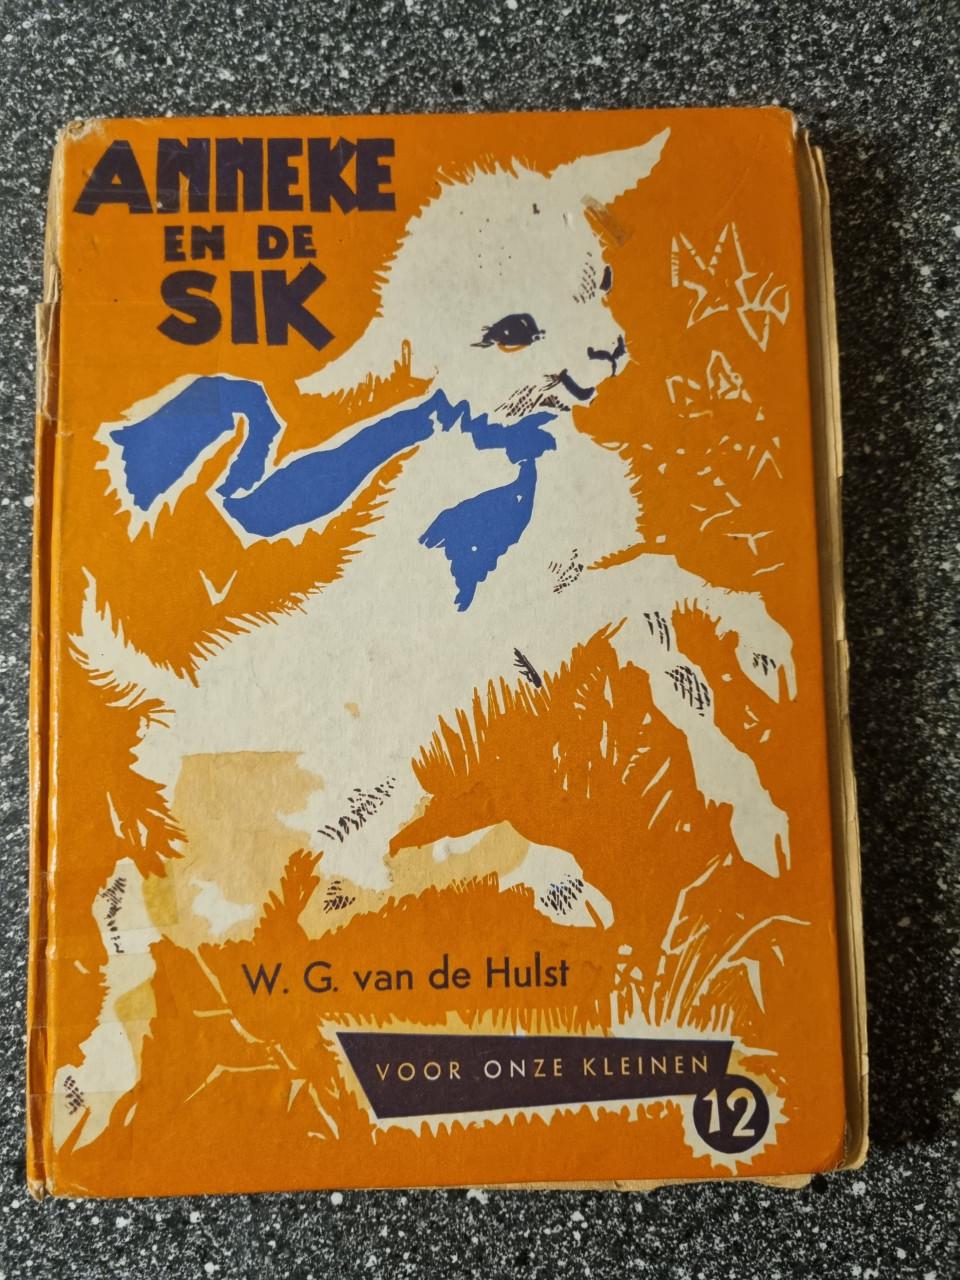 ANNEKE
EN DE
SIK
W. G. van de Hulst
VOOR ONZE KLEINEN
12